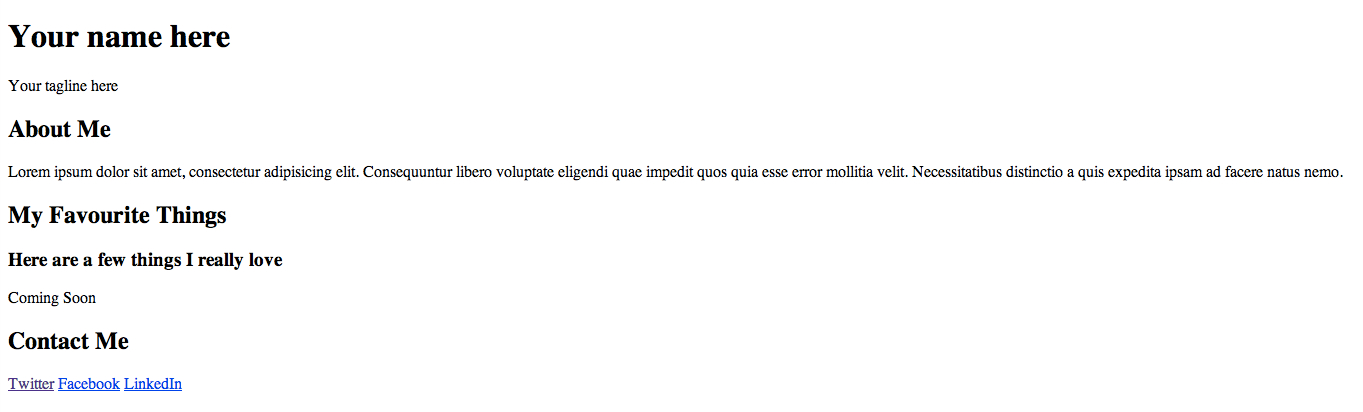 Your name here
Your tagline here
About Me
Lorem ipsum dolor sit amet, consectetur adipisicing elit. Consequuntur libero voluptate eligendi quae impedit quos quia esse error mollitia velit. Necessitatibus distinctio a quis expedita ipsam ad facere natus nemo.
My Favourite Things
Here are a few things I really love
Coming Soon
Contact Me
Twitter Facebook LinkedIn